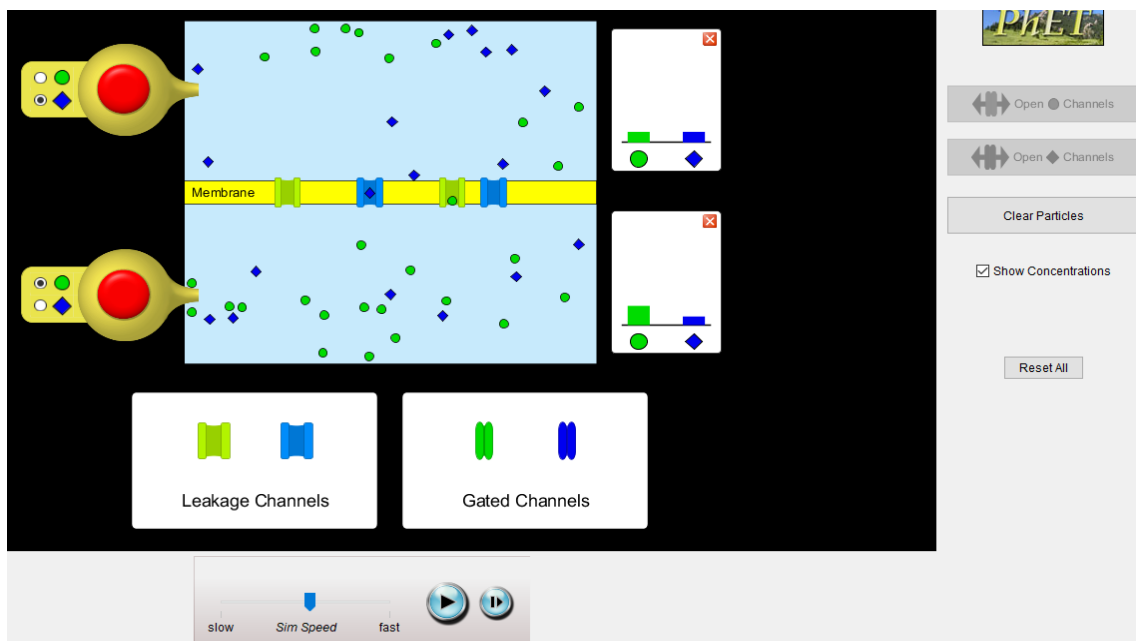 PhET
Open Channels
Open Channels
Clear Particles
Membrane
Show Concentrations
Reset All
Leakage Channels
Gated Channels
slow Sim Speed fast